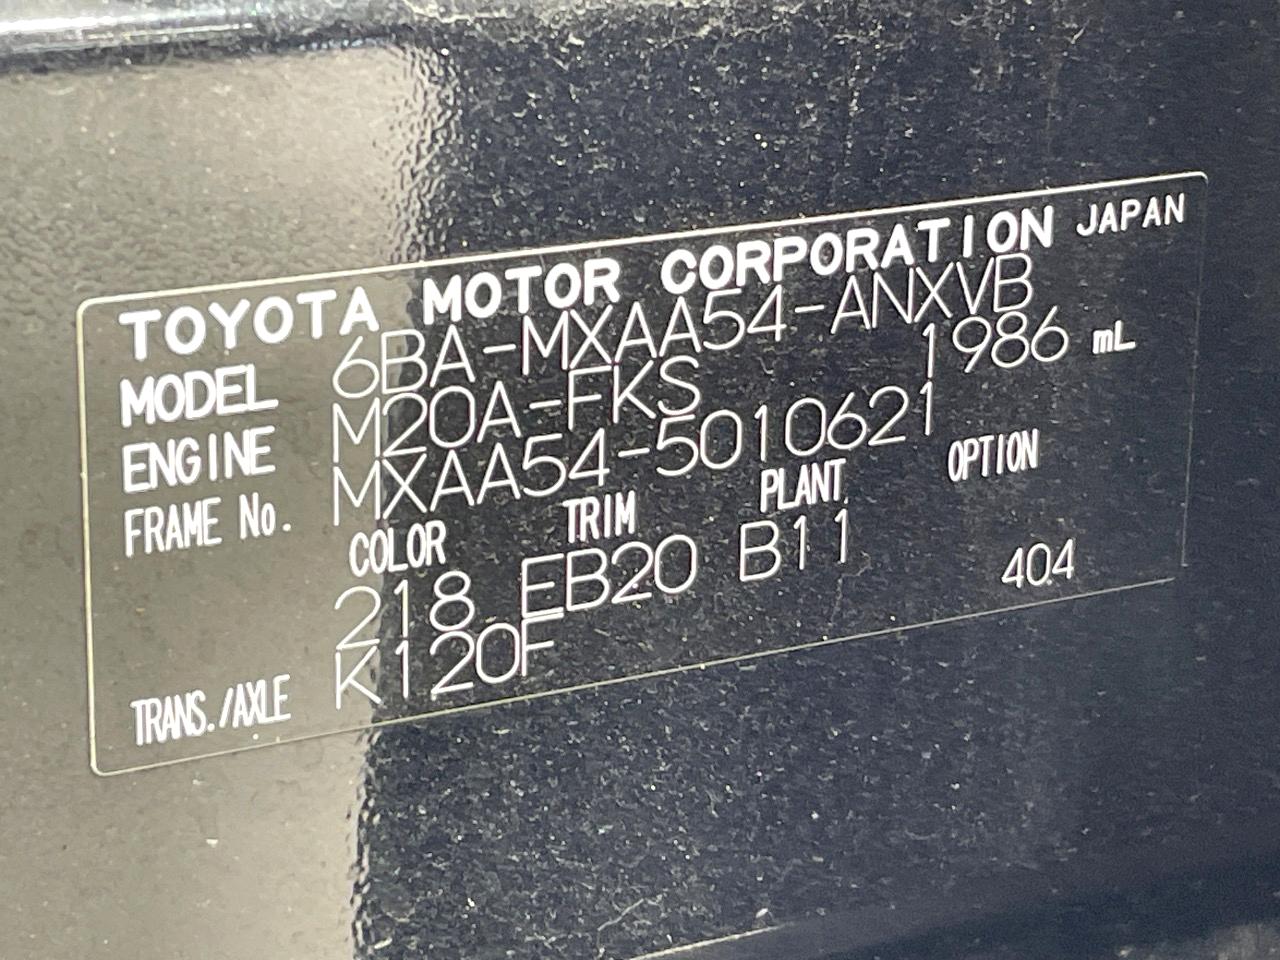 TOYOTA MOTOR CORPORATION JAPAN
MODEL 6BA-MXAA54-ANXVB
ENGINE M20A-FKS 1986 mL
FRAME No. MXAA54-5010621
COLOR TRIM PLANT OPTION
218 EB20 B11 404
TRANS./AXLE K120F